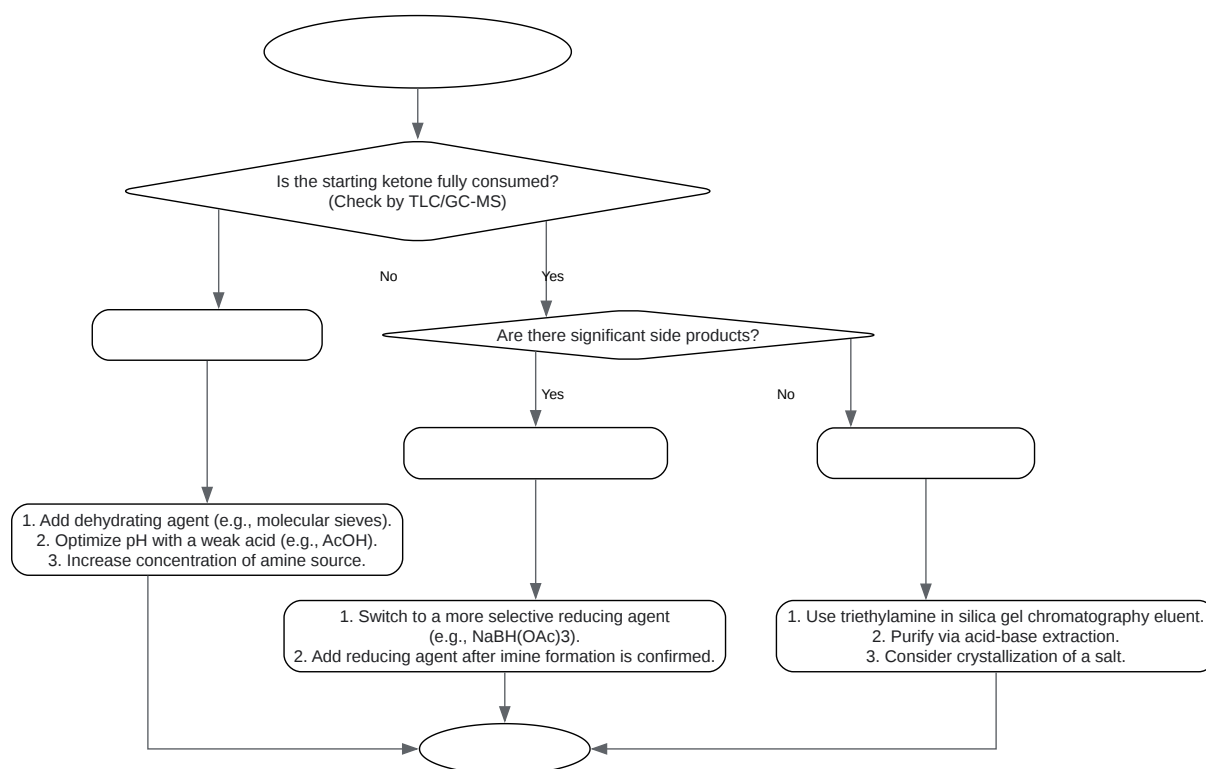 Is the starting ketone fully consumed?
(Check by TLC/GC-MS)
No
Yes
Are there significant side products?
Yes
No
1. Add dehydrating agent (e.g., molecular sieves).
2. Optimize pH with a weak acid (e.g., AcOH).
3. Increase concentration of amine source.
1. Switch to a more selective reducing agent
(e.g., NaBH(OAc)3).
2. Add reducing agent after imine formation is confirmed.
1. Use triethylamine in silica gel chromatography eluent.
2. Purify via acid-base extraction.
3. Consider crystallization of a salt.